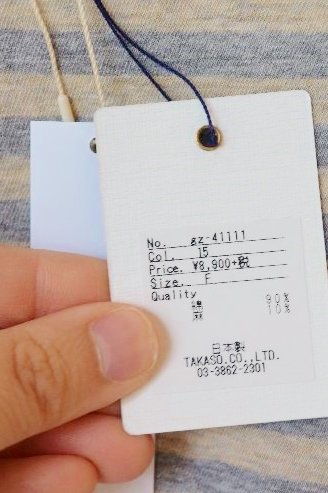 No. gz-41111
Col. 15
Price. ¥8,900+税
Size. F
Quality
綿 90%
麻 10%
日本製
TAKASO.CO.,LTD.
03-3862-2301